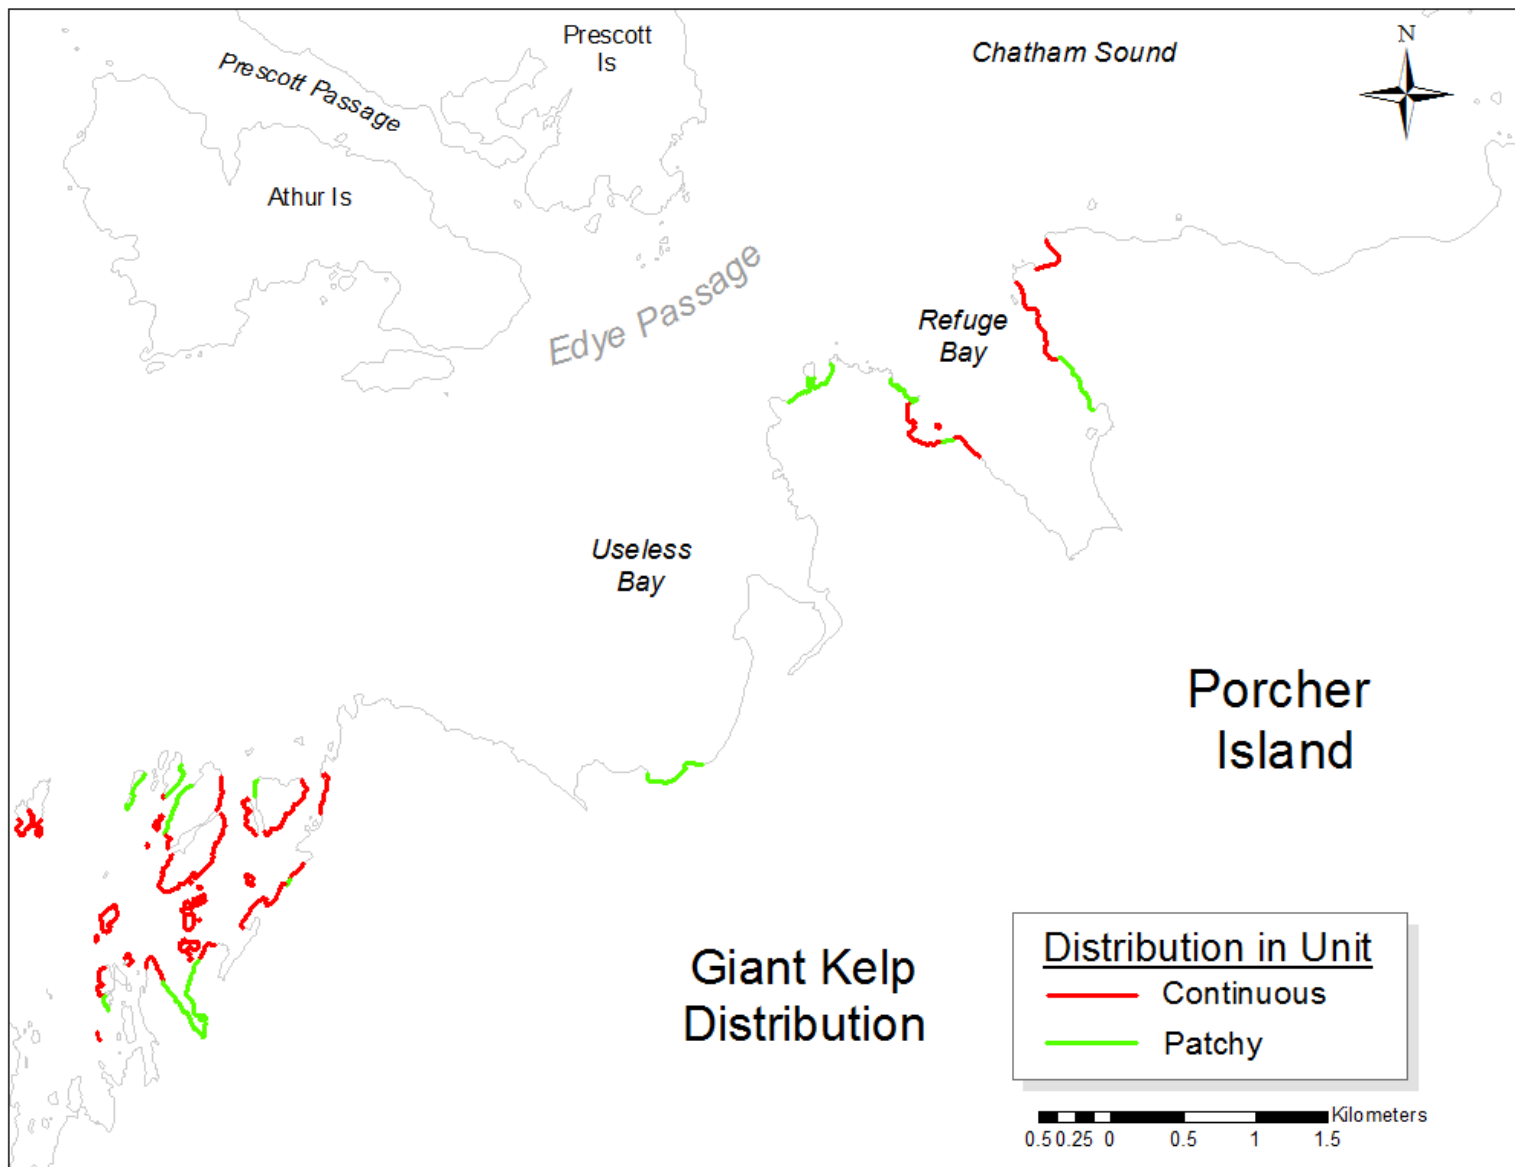 Prescott
Is
Chatham Sound
N
Prescott Passage
Athur Is
Edye Passage
Refuge
Bay
Useless
Bay
Porcher
Island
Giant Kelp
Distribution
Distribution in Unit
Continuous
Patchy
Kilometers
0.5 0.25 0 0.5 1 1.5